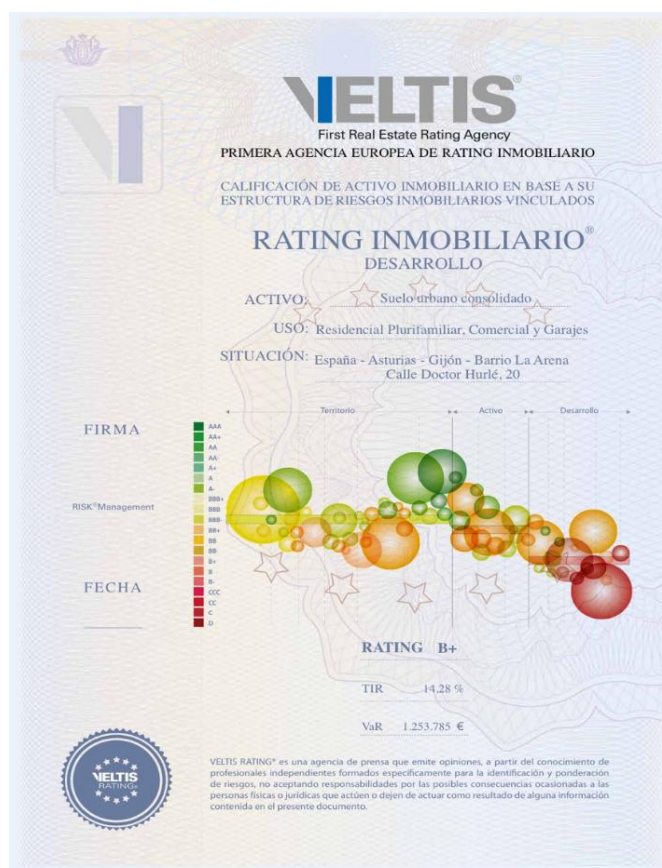 VELTIS®
First Real Estate Rating Agency
PRIMERA AGENCIA EUROPEA DE RATING INMOBILIARIO
CALIFICACIÓN DE ACTIVO INMOBILIARIO EN BASE A SU
ESTRUCTURA DE RIESGOS INMOBILIARIOS VINCULADOS
RATING INMOBILIARIO®
DESARROLLO
ACTIVO: Suelo urbano consolidado
USO: Residencial Plurifamiliar, Comercial y Garajes
SITUACIÓN: España - Asturias - Gijón - Barrio La Arena
Calle Doctor Hurlé, 20
Territorio Activo Desarrollo
FIRMA
RISK®Management
FECHA
AAA
AA+
AA
AA-
A+
A
A-
BBB+
BBB
BBB-
BB+
BB
BB-
B+
B
B-
CCC
CC
C
D
RATING B+
TIR 14.28 %
VaR 1.253.785 €
VELTIS
RATING®
VELTIS RATING® es una agencia de prensa que emite opiniones, a partir del conocimiento de
profesionales independientes formados específicamente para la identificación y ponderación
de riesgos, no aceptando responsabilidades por las posibles consecuencias ocasionadas a las
personas físicas o jurídicas que actúen o dejen de actuar como resultado de alguna información
contenida en el presente documento.